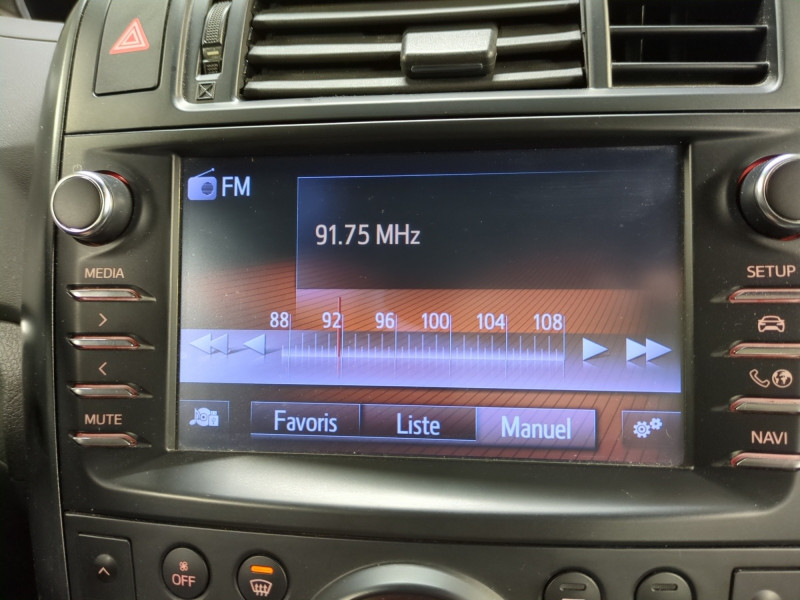 FM
91.75 MHz
88 92 96 100 104 108
MEDIA
SETUP
MUTE
NAVI
Favoris Liste Manuel
OFF